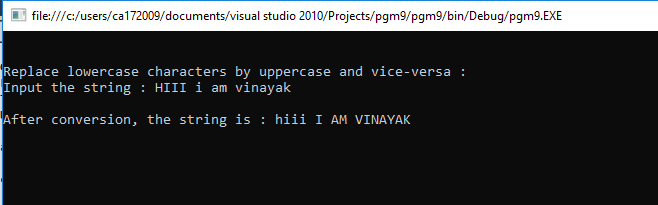 file:///c:/users/ca172009/documents/visual studio 2010/Projects/pgm9/pgm9/bin/Debug/pgm9.EXE
Replace lowercase characters by uppercase and vice-versa :
Input the string : HIII i am vinayak
After conversion, the string is : hiii I AM VINAYAK